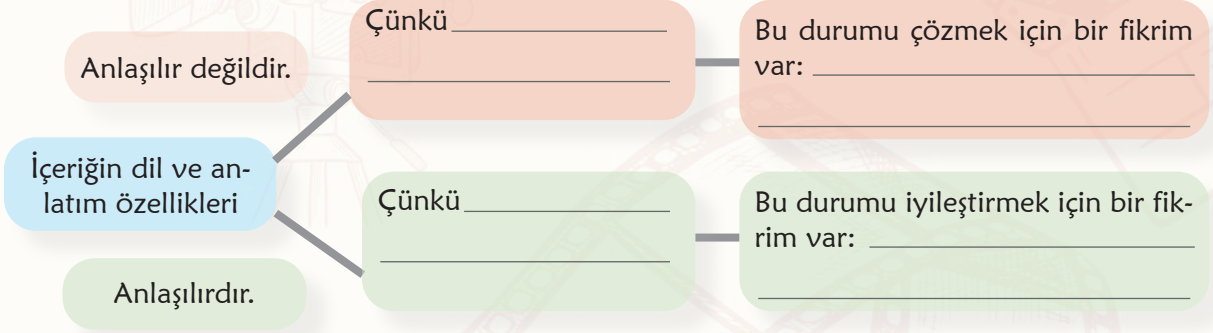 Anlaşılır değildir.
Çünkü
Bu durumu çözmek için bir fikrim
var:
İçeriğin dil ve an-
latım özellikleri
Çünkü
Bu durumu iyileştirmek için bir fik-
rim var:
Anlaşılırdır.